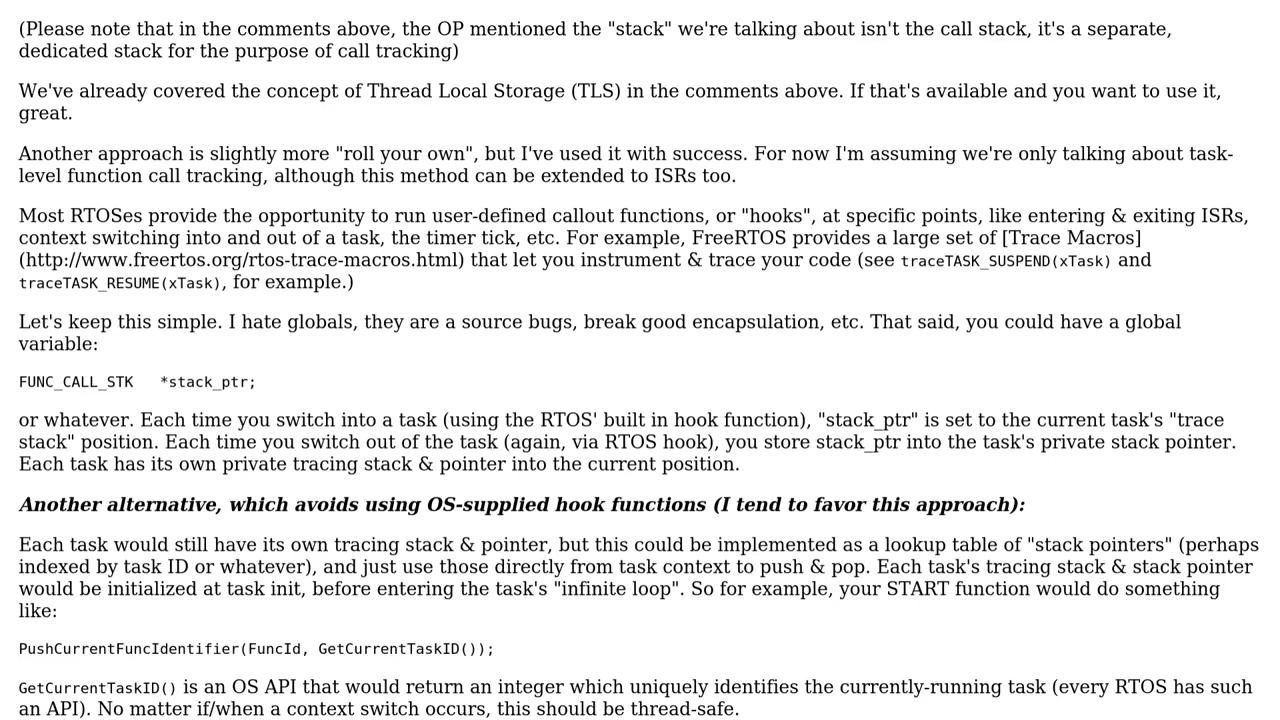 (Please note that in the comments above, the OP mentioned the "stack" we're talking about isn't the call stack, it's a separate,
dedicated stack for the purpose of call tracking)
We've already covered the concept of Thread Local Storage (TLS) in the comments above. If that's available and you want to use it,
great.
Another approach is slightly more "roll your own", but I've used it with success. For now I'm assuming we're only talking about task-
level function call tracking, although this method can be extended to ISRs too.
Most RTOSes provide the opportunity to run user-defined callout functions, or "hooks", at specific points, like entering & exiting ISRs,
context switching into and out of a task, the timer tick, etc. For example, FreeRTOS provides a large set of [Trace Macros]
(http://www.freertos.org/rtos-trace-macros.html) that let you instrument & trace your code (see traceTASK_SUSPEND(xTask) and
traceTASK_RESUME(xTask), for example.)
Let's keep this simple. I hate globals, they are a source bugs, break good encapsulation, etc. That said, you could have a global
variable:
FUNC_CALL_STK   *stack_ptr;
or whatever. Each time you switch into a task (using the RTOS' built in hook function), "stack_ptr" is set to the current task's "trace
stack" position. Each time you switch out of the task (again, via RTOS hook), you store stack_ptr into the task's private stack pointer.
Each task has its own private tracing stack & pointer into the current position.
Another alternative, which avoids using OS-supplied hook functions (I tend to favor this approach):
Each task would still have its own tracing stack & pointer, but this could be implemented as a lookup table of "stack pointers" (perhaps
indexed by task ID or whatever), and just use those directly from task context to push & pop. Each task's tracing stack & stack pointer
would be initialized at task init, before entering the task's "infinite loop". So for example, your START function would do something
like:
PushCurrentFuncIdentifier(FuncId, GetCurrentTaskID());
GetCurrentTaskID() is an OS API that would return an integer which uniquely identifies the currently-running task (every RTOS has such
an API). No matter if/when a context switch occurs, this should be thread-safe.